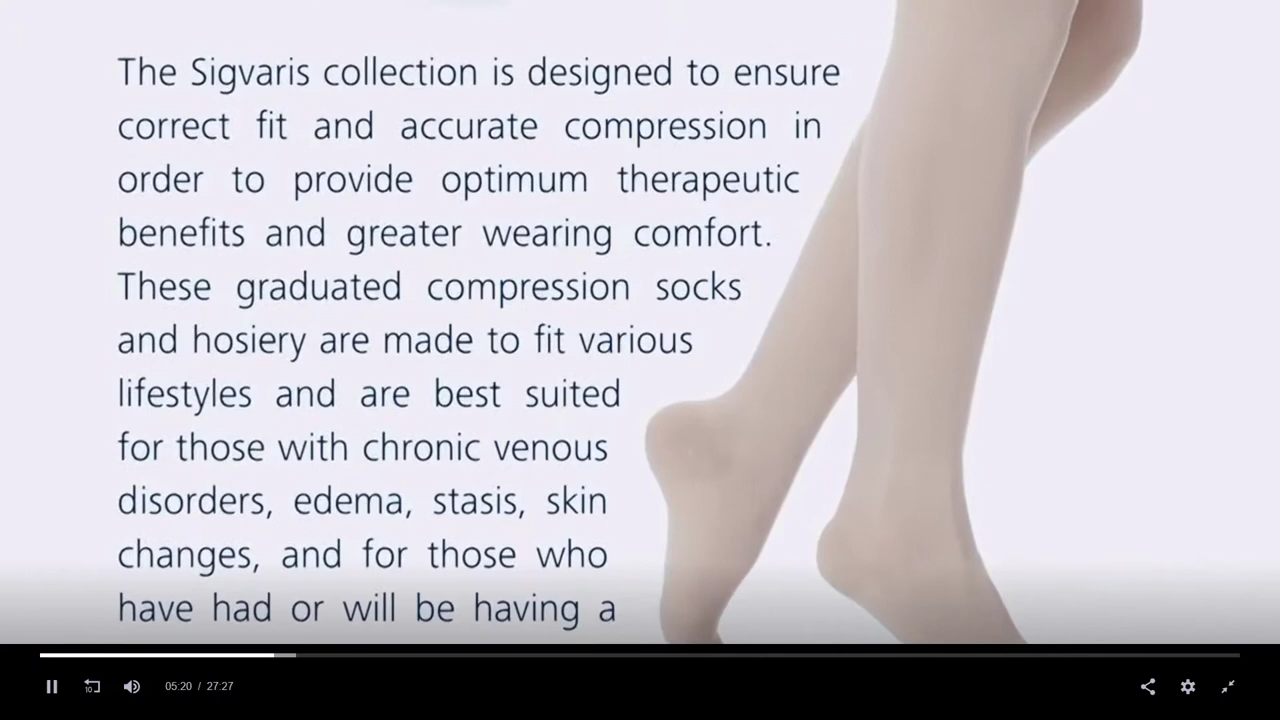 The Sigvaris collection is designed to ensure
correct fit and accurate compression in
order to provide optimum therapeutic
benefits and greater wearing comfort.
These graduated compression socks
and hosiery are made to fit various
lifestyles and are best suited
for those with chronic venous
disorders, edema, stasis, skin
changes, and for those who
have had or will be having a
10
05:20 / 27:27